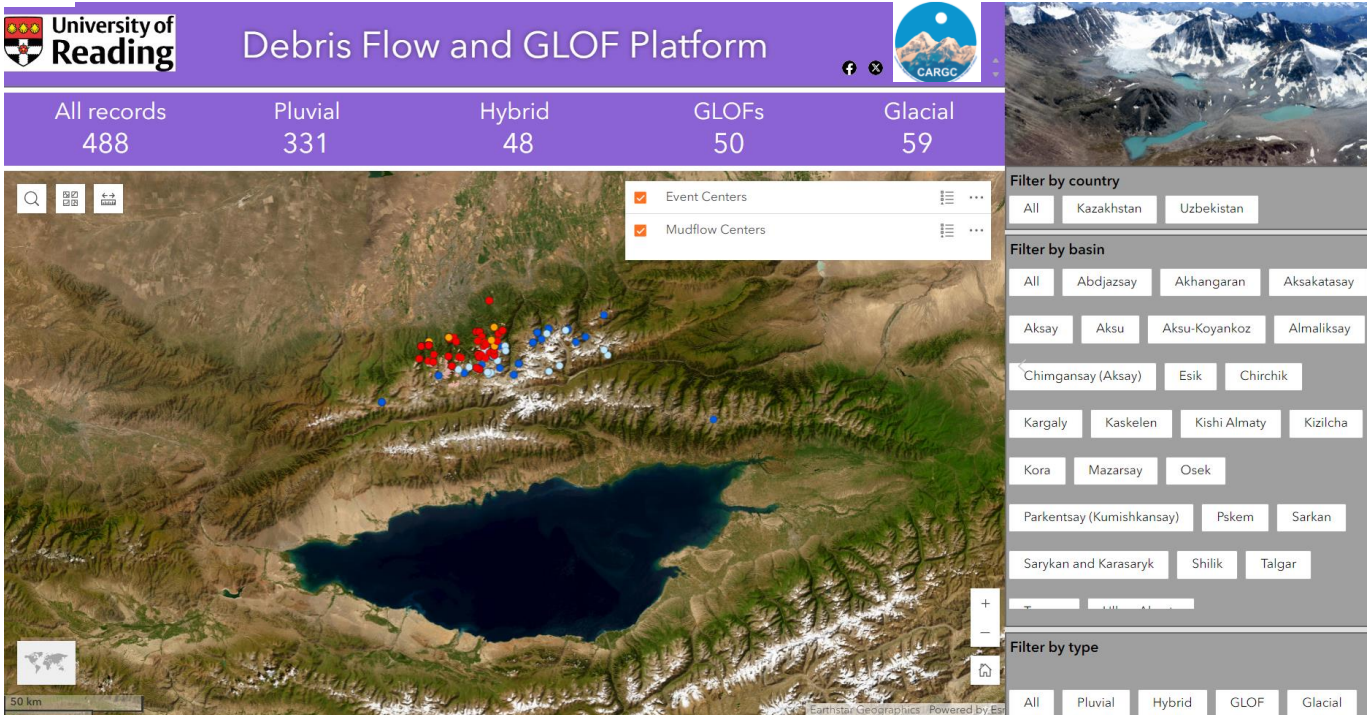 University of
Reading
Debris Flow and GLOF Platform
CARGC
All records
488
Pluvial
331
Hybrid
48
GLOFs
50
Glacial
59
Event Centers
Mudflow Centers
50 km
Earthstar Geographics Powered by Esr
Filter by country
All Kazakhstan Uzbekistan
Filter by basin
All Abdjazsay Akhangaran Aksakatasay
Aksay Aksu Aksu-Koyankoz Almaliksay
Chimgansay (Aksay) Esik Chirchik
Kargaly Kaskelen Kishi Almaty Kizilcha
Kora Mazarsay Osek
Parkentsay (Kumishkansay) Pskem Sarkan
Sarykan and Karasaryk Shilik Talgar
Filter by type
All Pluvial Hybrid GLOF Glacial